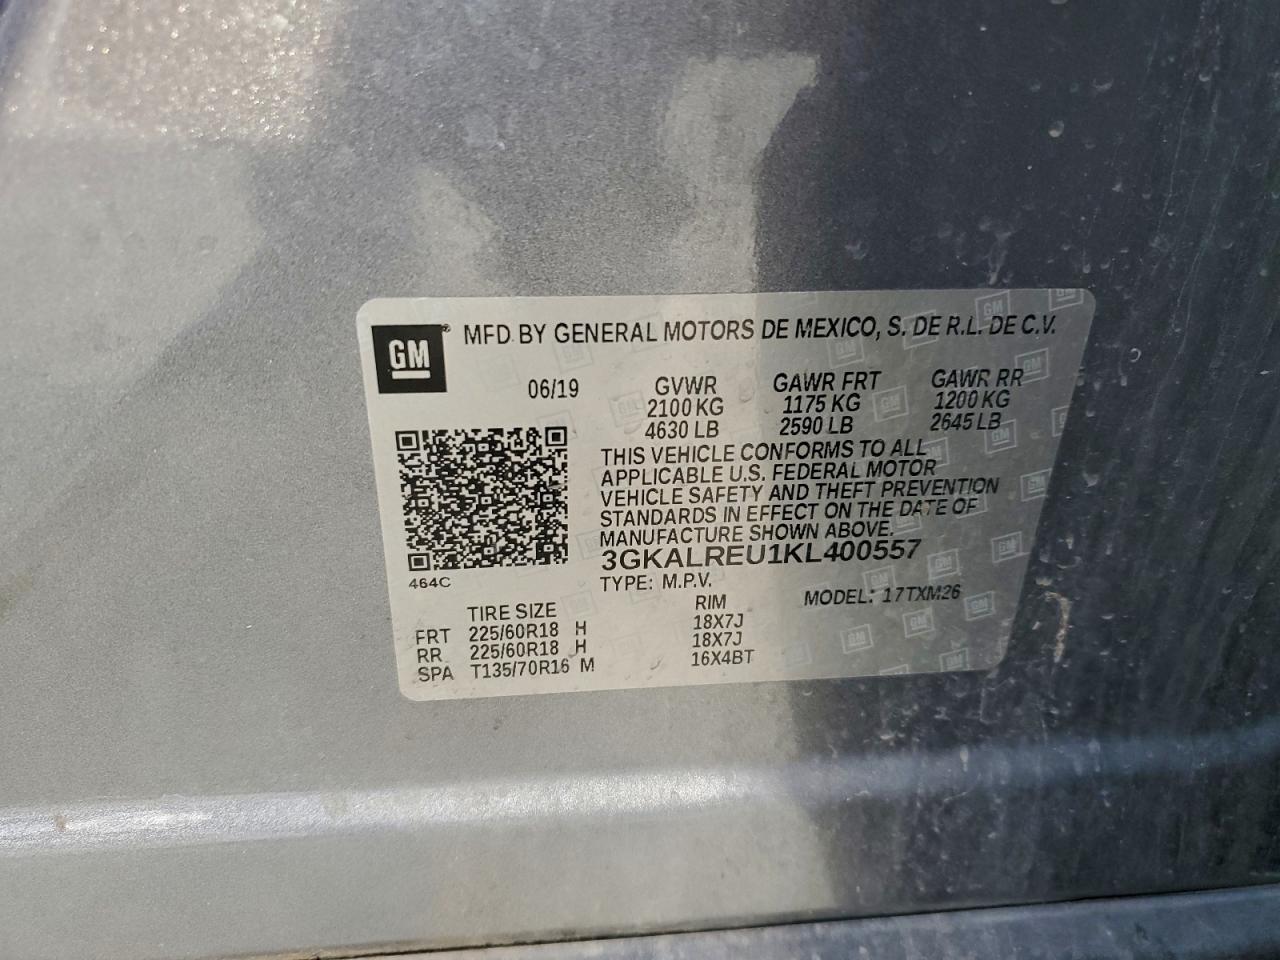 GM ® MFD. BY GENERAL MOTORS DE MEXICO, S. DE R.L. DE C.V.
06/19 GVWR GAWR FRT GAWR RR
2100 KG 1175 KG 1200 KG
4630 LB 2590 LB 2645 LB
THIS VEHICLE CONFORMS TO ALL
APPLICABLE U.S. FEDERAL MOTOR
VEHICLE SAFETY AND THEFT PREVENTION
STANDARDS IN EFFECT ON THE DATE OF
MANUFACTURE SHOWN ABOVE.
3GKALREU1KL400557
464C
TYPE: M.P.V. MODEL: 17TXM26
TIRE SIZE RIM
FRT 225/60R18 H 18X7J
RR 225/60R18 H 18X7J
SPA T135/70R16 M 16X4BT